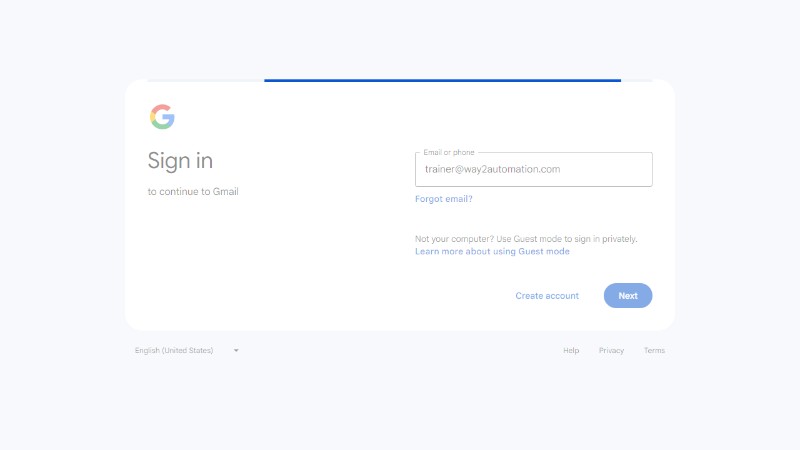 Sign in
to continue to Gmail
Email or phone
trainer@way2automation.com
Forgot email?
Not your computer? Use Guest mode to sign in privately.
Learn more about using Guest mode
Create account
Next
English (United States)
Help
Privacy
Terms